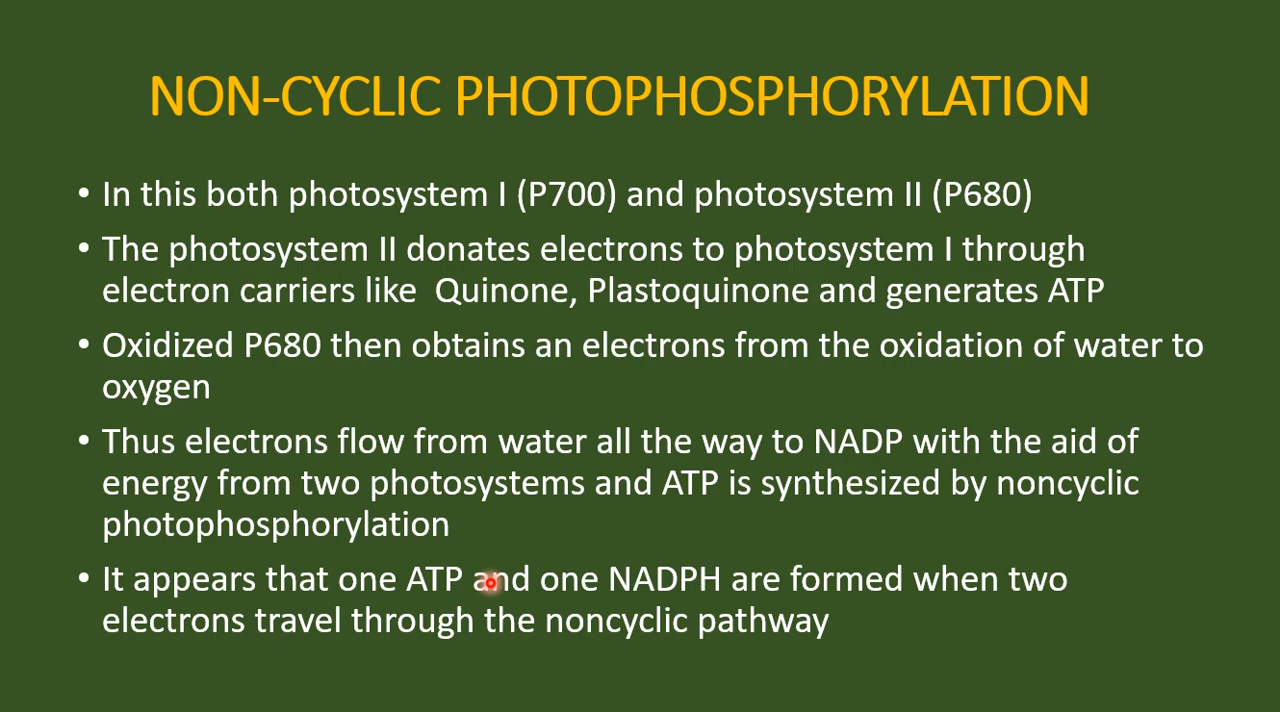 NON-CYCLIC PHOTOPHOSPHORYLATION
• In this both photosystem I (P700) and photosystem II (P680)
• The photosystem II donates electrons to photosystem I through
electron carriers like  Quinone, Plastoquinone and generates ATP
• Oxidized P680 then obtains an electrons from the oxidation of water to
oxygen
• Thus electrons flow from water all the way to NADP with the aid of
energy from two photosystems and ATP is synthesized by noncyclic
photophosphorylation
• It appears that one ATP and one NADPH are formed when two
electrons travel through the noncyclic pathway